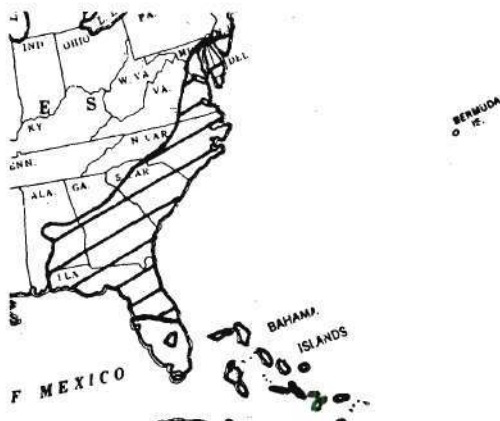 PA.
IND
OHIO
W. VA
DEL
VA.
E S
KY
BERMUDA
IS.
N CAR
ENN.
S CAR
ALA.
GA.
FLA
BAHAMA
ISLANDS
F MEXICO